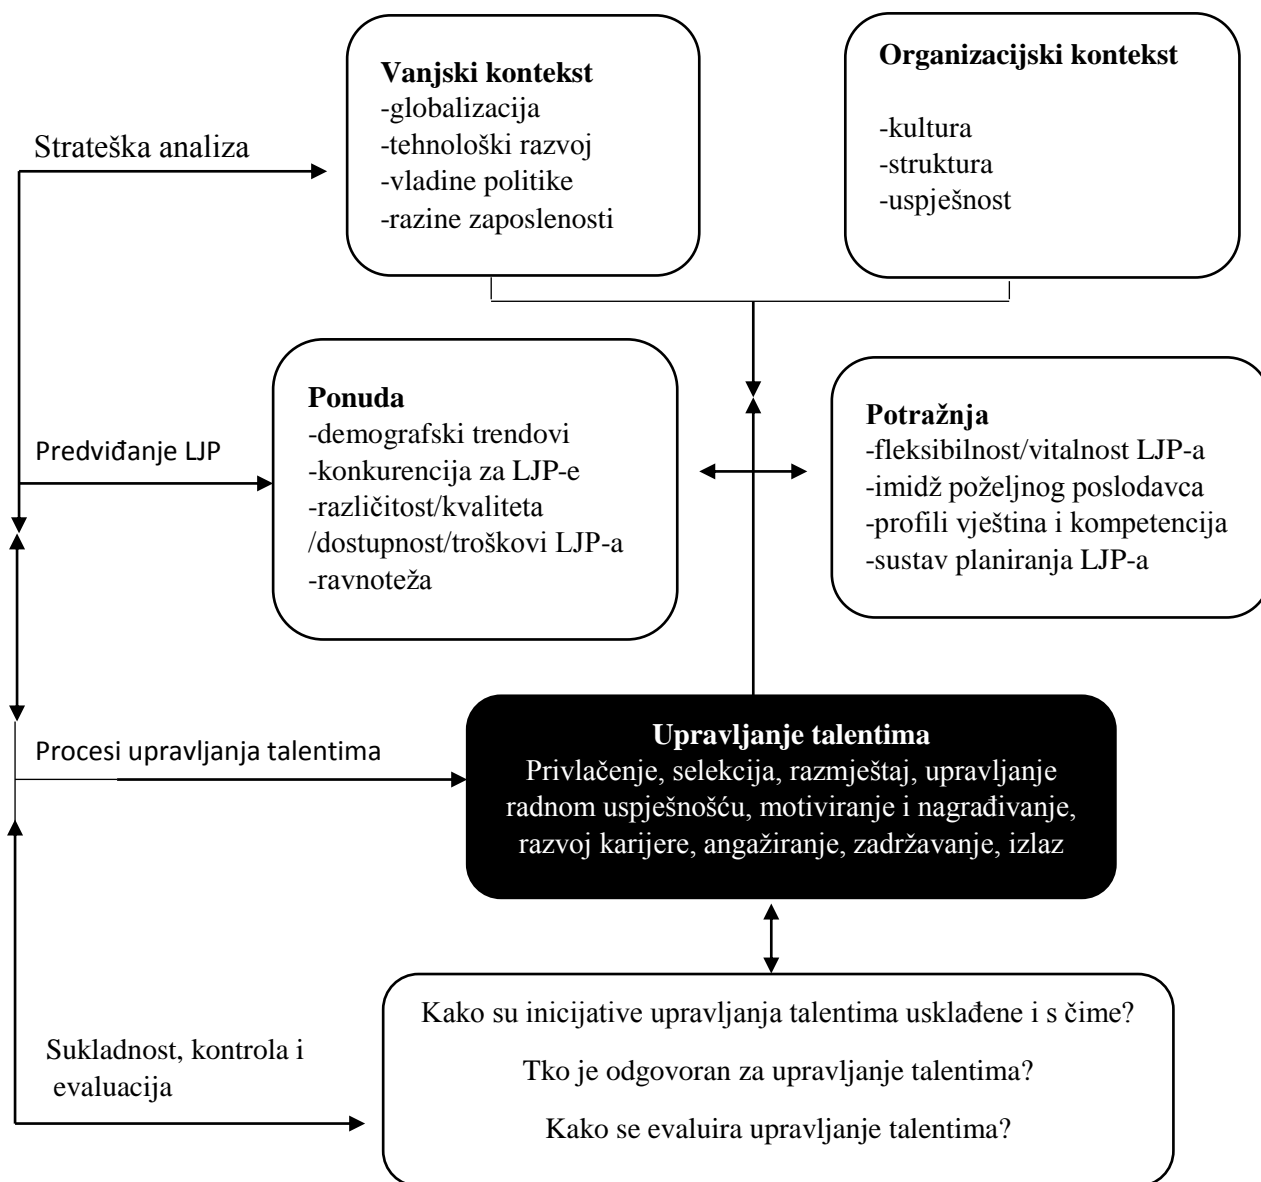 Strateška analiza
Vanjski kontekst
-globalizacija
-tehnološki razvoj
-vladine politike
-razine zaposlenosti
Organizacijski kontekst
-kultura
-struktura
-uspješnost
Predviđanje LJP
Ponuda
-demografski trendovi
-konkurencija za LJP-e
-različitost/kvaliteta
/dostupnost/troškovi LJP-a
-ravnoteža
Potražnja
-fleksibilnost/vitalnost LJP-a
-imidž poželjnog poslodavca
-profili vještina i kompetencija
-sustav planiranja LJP-a
Procesi upravljanja talentima
Upravljanje talentima
Privlačenje, selekcija, razmještaj, upravljanje
radnom uspješnošću, motiviranje i nagrađivanje,
razvoj karijere, angažiranje, zadržavanje, izlaz
Sukladnost, kontrola i
evaluacija
Kako su inicijative upravljanja talentima usklađene i s čime?
Tko je odgovoran za upravljanje talentima?
Kako se evaluira upravljanje talentima?